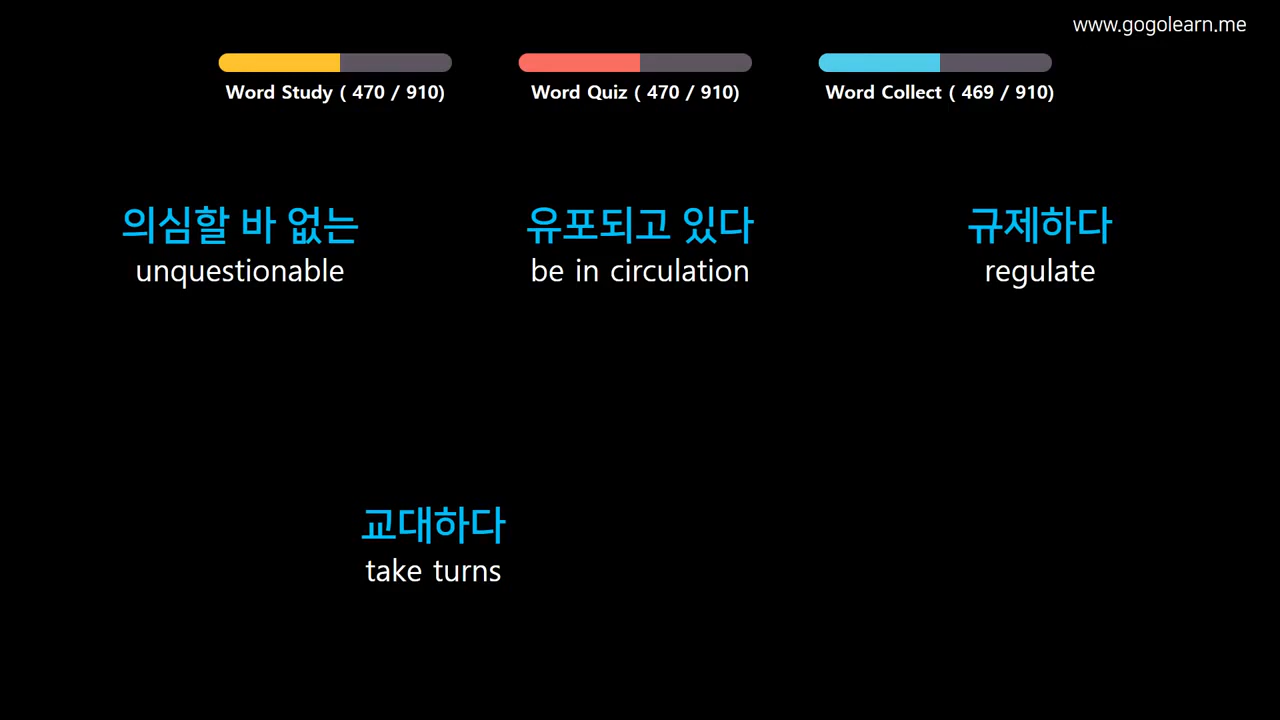 www.gogolearn.me
Word Study ( 470 / 910)
Word Quiz ( 470 / 910)
Word Collect ( 469 / 910)
의심할 바 없는
unquestionable
유포되고 있다
be in circulation
규제하다
regulate
교대하다
take turns